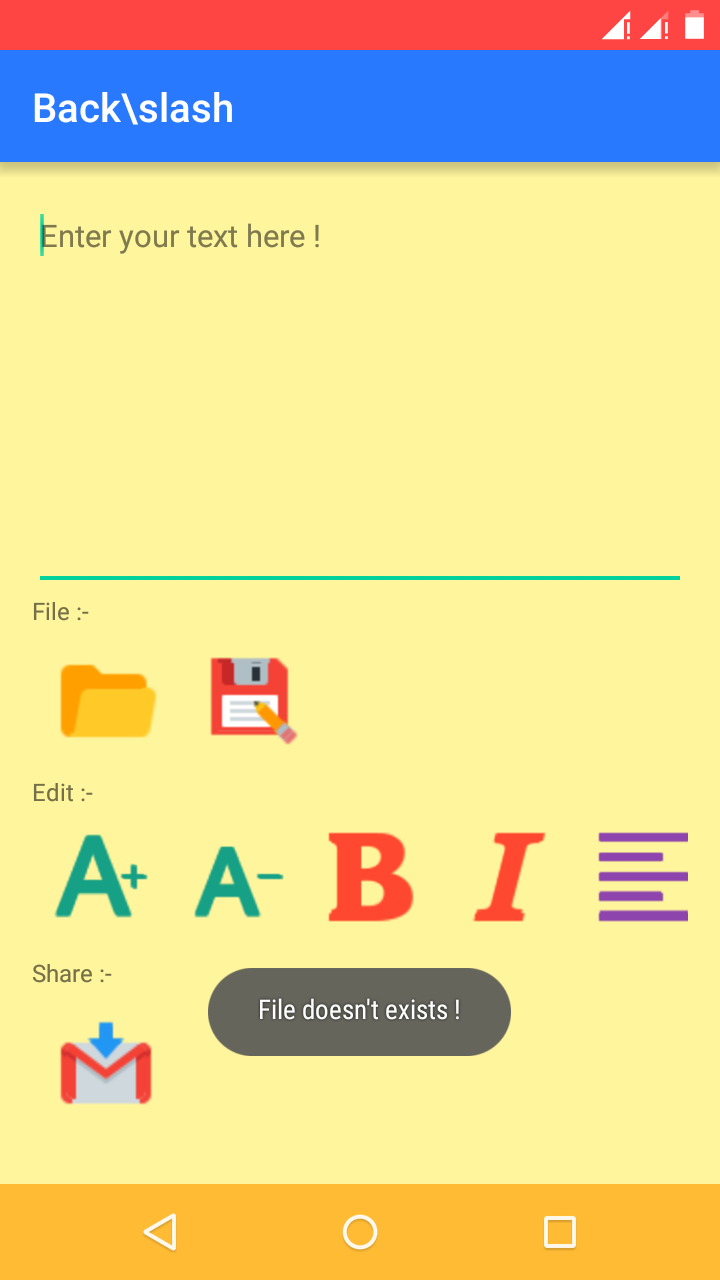 Back\slash
Enter your text here !
File :-
Edit :-
A+ A- B I
Share :-
File doesn't exists !